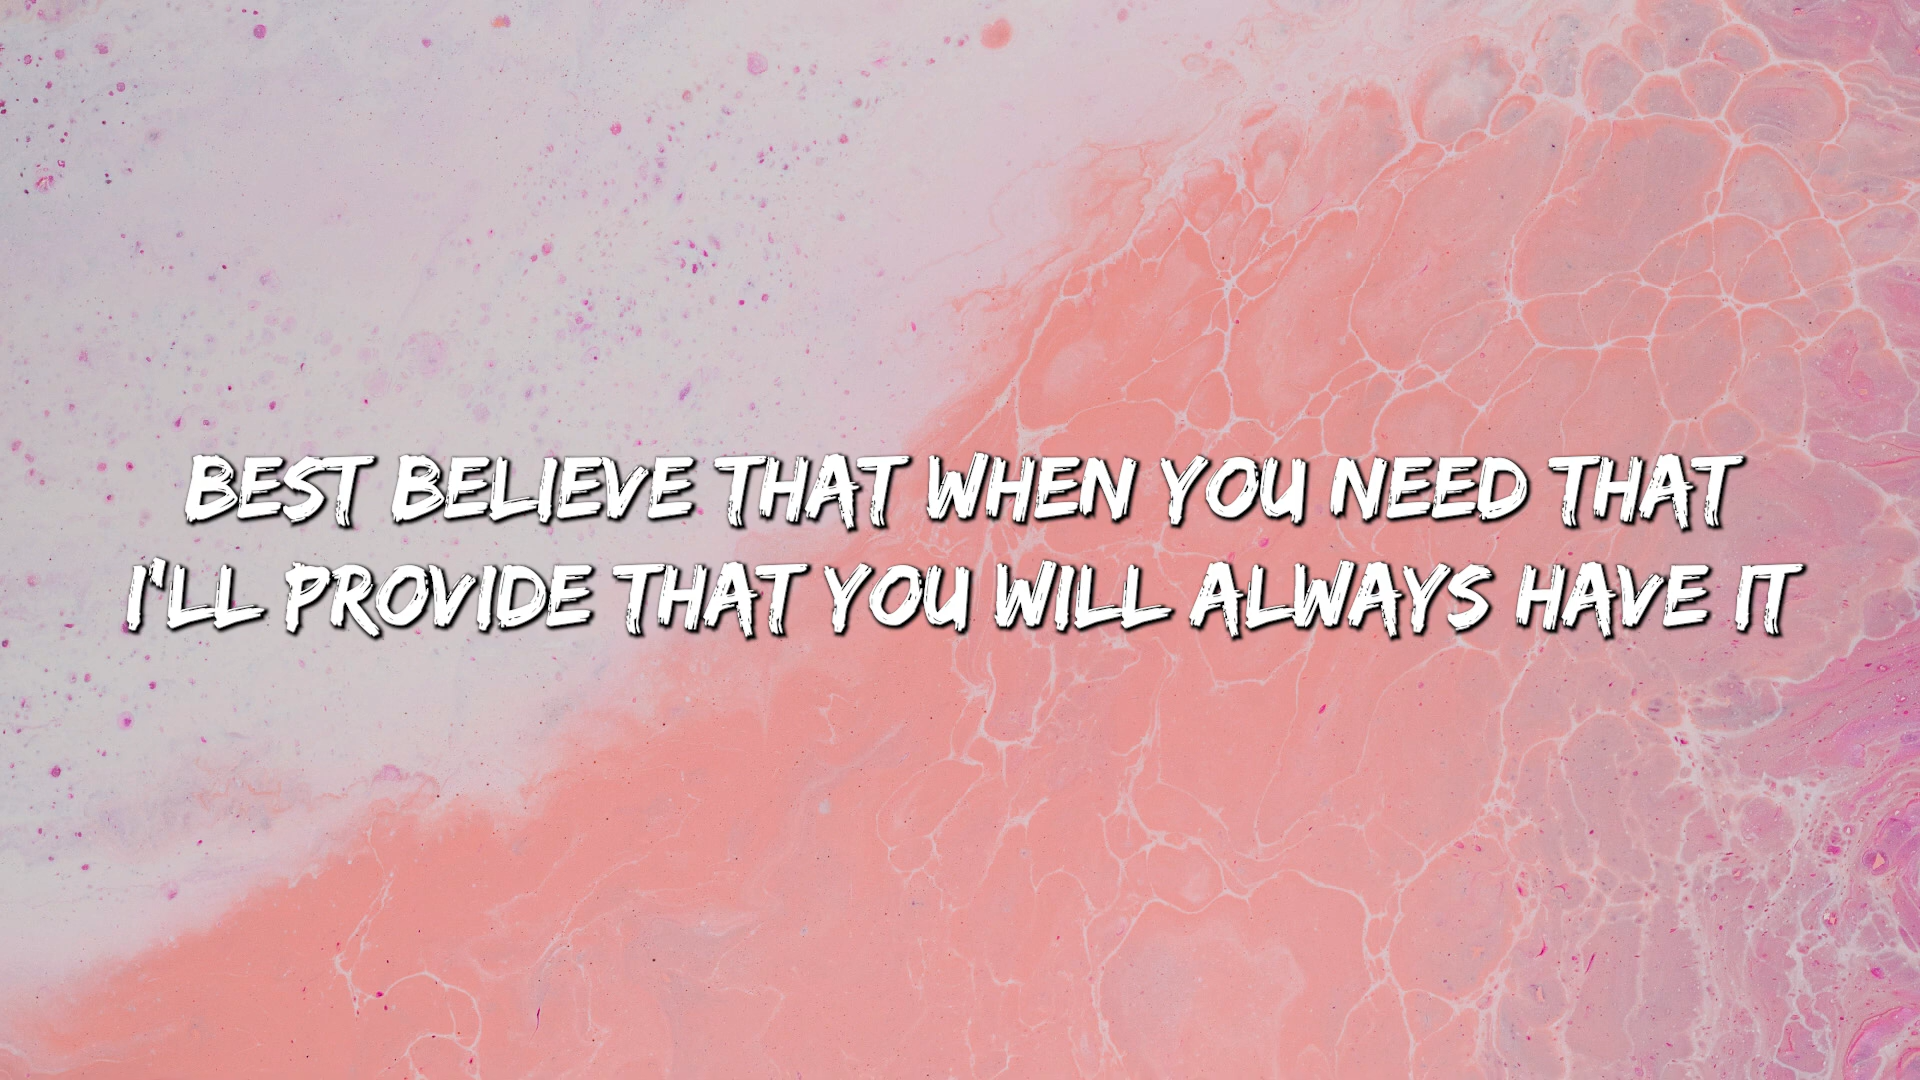 BEST BELIEVE THAT WHEN YOU NEED THAT
I'LL PROVIDE THAT YOU WILL ALWAYS HAVE IT